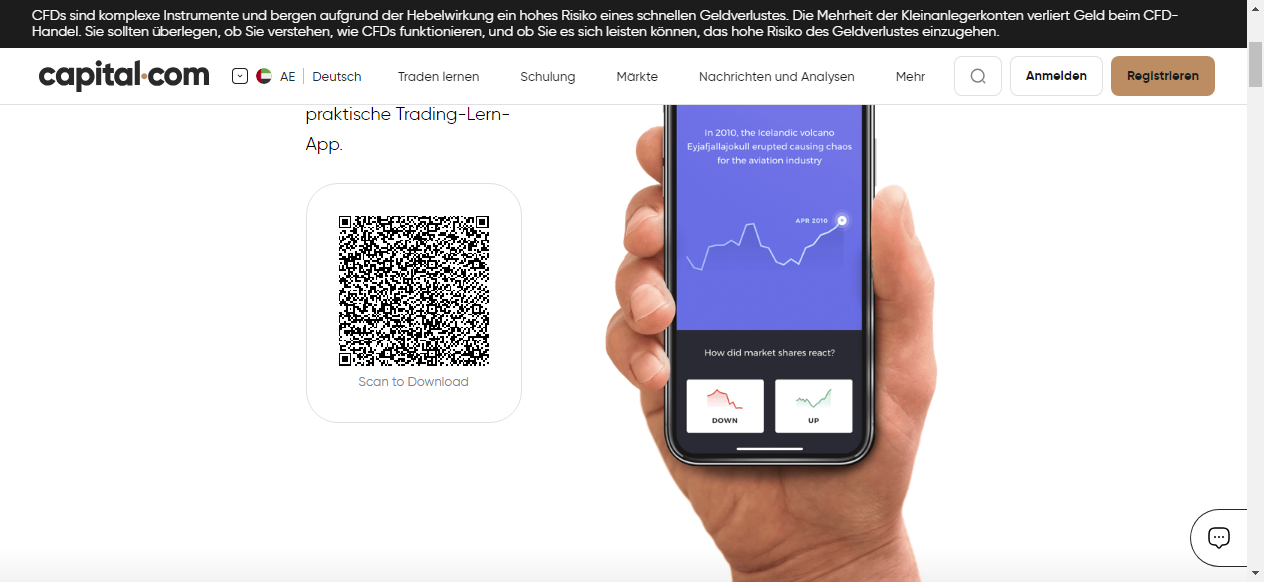 CFDs sind komplexe Instrumente und bergen aufgrund der Hebelwirkung ein hohes Risiko eines schnellen Geldverlustes. Die Mehrheit der Kleinanlegerkonten verliert Geld beim CFD-
Handel. Sie sollten überlegen, ob Sie verstehen, wie CFDs funktionieren, und ob Sie es sich leisten können, das hohe Risiko des Geldverlustes einzugehen.
capital.com AE Deutsch Traden lernen Schulung Märkte Nachrichten und Analysen Mehr Anmelden Registrieren
praktische Trading-Lern-
App.
Scan to Download
In 2010, the Icelandic volcano
Eyjafjallajokull erupted causing chaos
for the aviation industry
APR 2010
How did market shares react?
DOWN UP